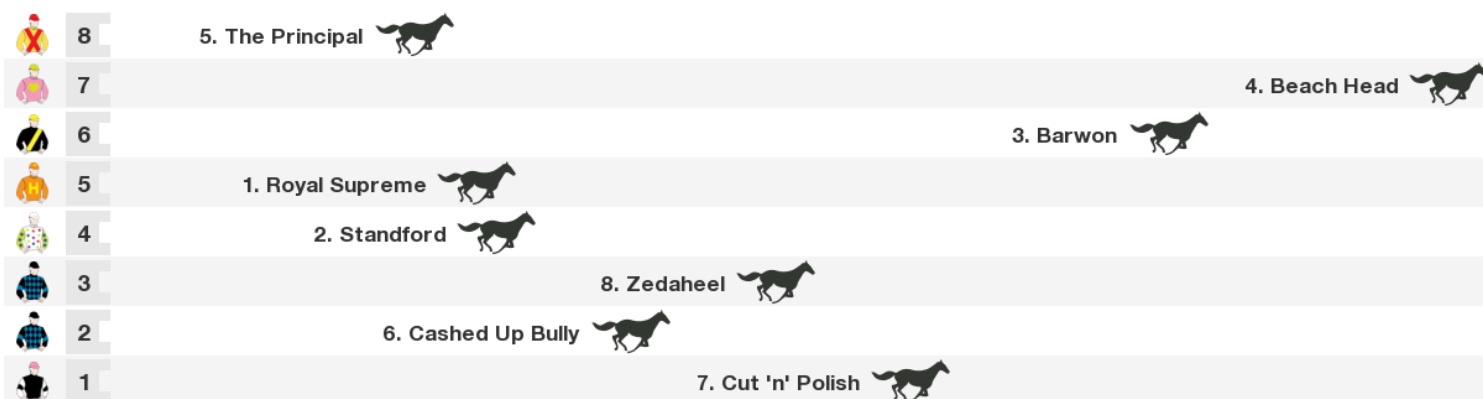 8 5. The Principal
7 4. Beach Head
6 3. Barwon
H 5 1. Royal Supreme
4 2. Standford
3 8. Zedaheel
2 6. Cashed Up Bully
1 7. Cut 'n' Polish